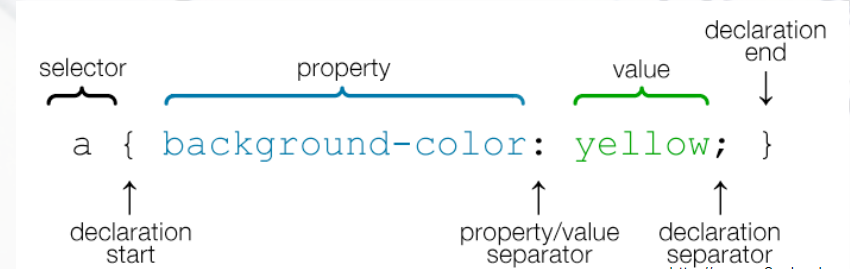 declaration
end
selector
property
value
a { background-color: yellow; }
declaration
start
property/value
separator
declaration
separator